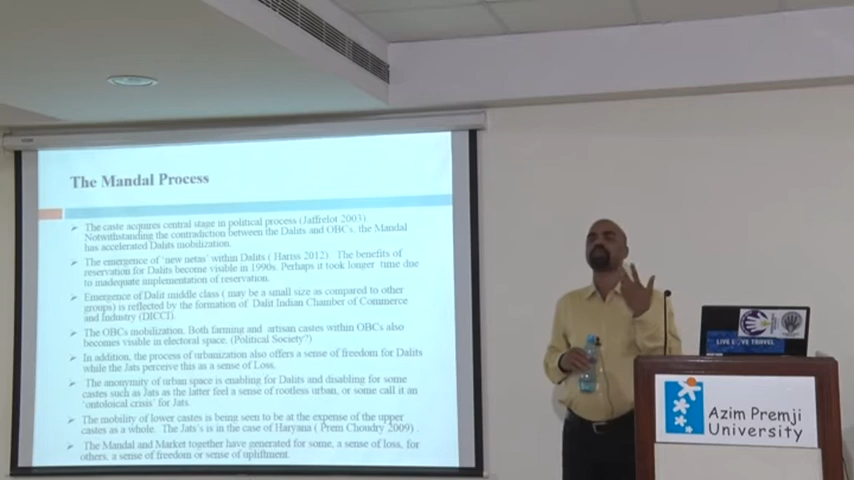 The Mandal Process
The caste acquires central stage in political process (Jaffrelot 2003).
Notwithstanding the contradiction between the Dalits and OBCs, the Mandal
has accelerated Dalits mobilization.
The emergence of 'new netas' within Dalits ( Hariss 2012). The benefits of
reservation for Dalits become visible in 1990s. Perhaps it took longer time due
to madequate implementation of reservation.
Emergence of Dalit middle class ( may be a small size as compared to other
groups) is reflected by the formation of Dalit Indian Chamber of Commerce
and Industry (DICCI).
The OBCs mobilization. Both farming and artisan castes within OBCs also
becomes visible in electoral space. (Political Society?)
In addition, the process of urbanization also offers a sense of freedom for Dalits
while the Jats perceive this as a sense of Loss.
The anonymity of urban space is enabling for Dalits and disabling for some
castes such as Jats as the latter feel a sense of rootless urban, or some call it an
'ontoloical crisis' for Jats.
The mobility of lower castes is being seen to be at the expense of the upper
castes as a whole. The Jats's is in the case of Haryana ( Prem Choudry 2009) .
The Mandal and Market together have generated for some, a sense of loss, for
others, a sense of freedom or sense of upliftment.
LIVE LOVE TRAVEL
Azim Premji
University